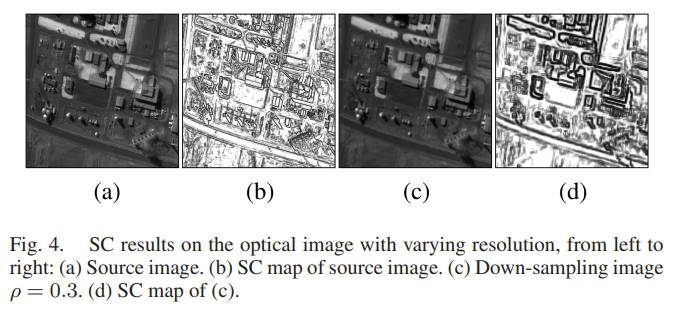 (a) (b) (c) (d)
Fig. 4. SC results on the optical image with varying resolution, from left to
right: (a) Source image. (b) SC map of source image. (c) Down-sampling image
ρ = 0.3. (d) SC map of (c).